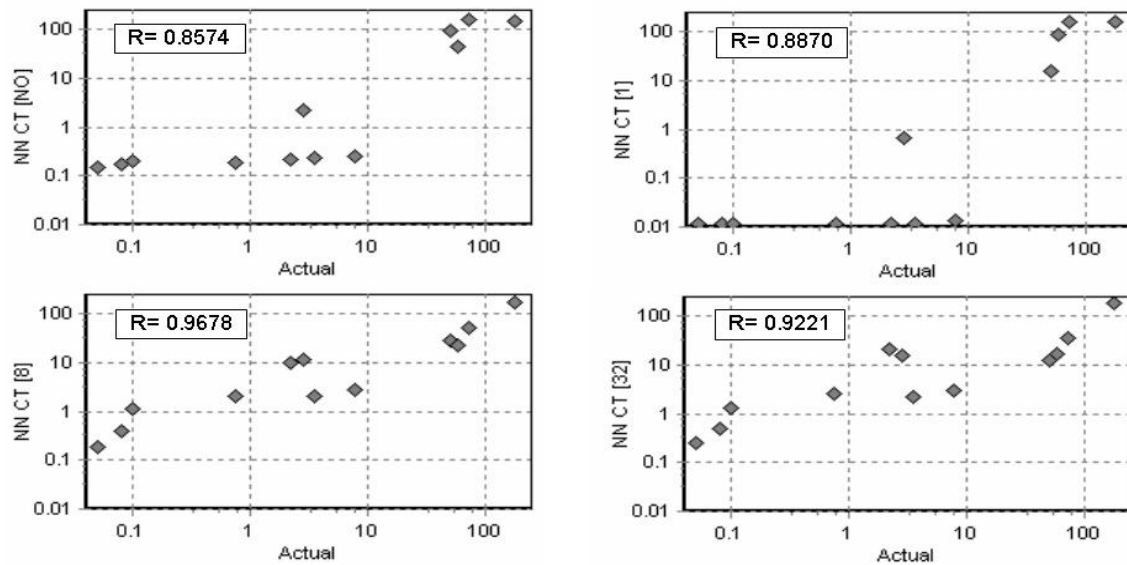 NN CT [NO]
100
10
1
0.1
0.01
R= 0.8574
0.1 1 10 100
Actual
NN CT [1]
100
10
1
0.1
0.01
R= 0.8870
0.1 1 10 100
Actual
NN CT [8]
100
10
1
0.1
0.01
R= 0.9678
0.1 1 10 100
Actual
NN CT [32]
100
10
1
0.1
0.01
R= 0.9221
0.1 1 10 100
Actual